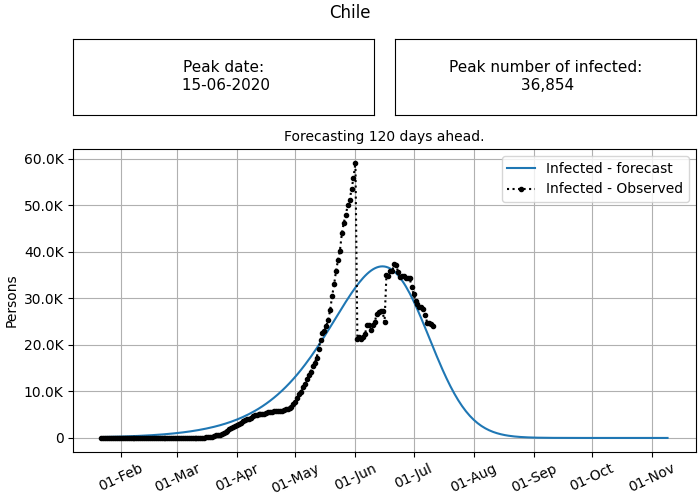 Chile
Peak date:
15-06-2020
Peak number of infected:
36,854
Forecasting 120 days ahead.
Infected - forecast
Infected - Observed
60.0K
50.0K
40.0K
30.0K
20.0K
10.0K
0
Persons
01-Feb
01-Mar
01-Apr
01-May
01-Jun
01-Jul
01-Aug
01-Sep
01-Oct
01-Nov